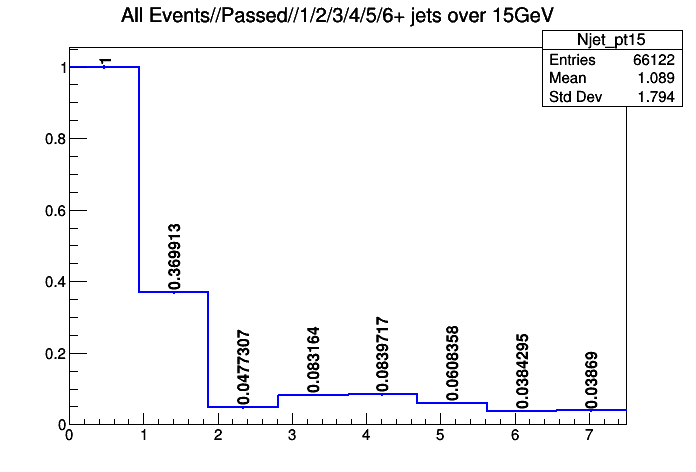 All Events//Passed//1/2/3/4/5/6+ jets over 15GeV
Njet_pt15
Entries 66122
Mean 1.089
Std Dev 1.794
1
0.8
0.6
0.4
0.2
0
1
0.369913
0.0477307
0.083164
0.0839717
0.0608358
0.0384295
0.03869
0 1 2 3 4 5 6 7